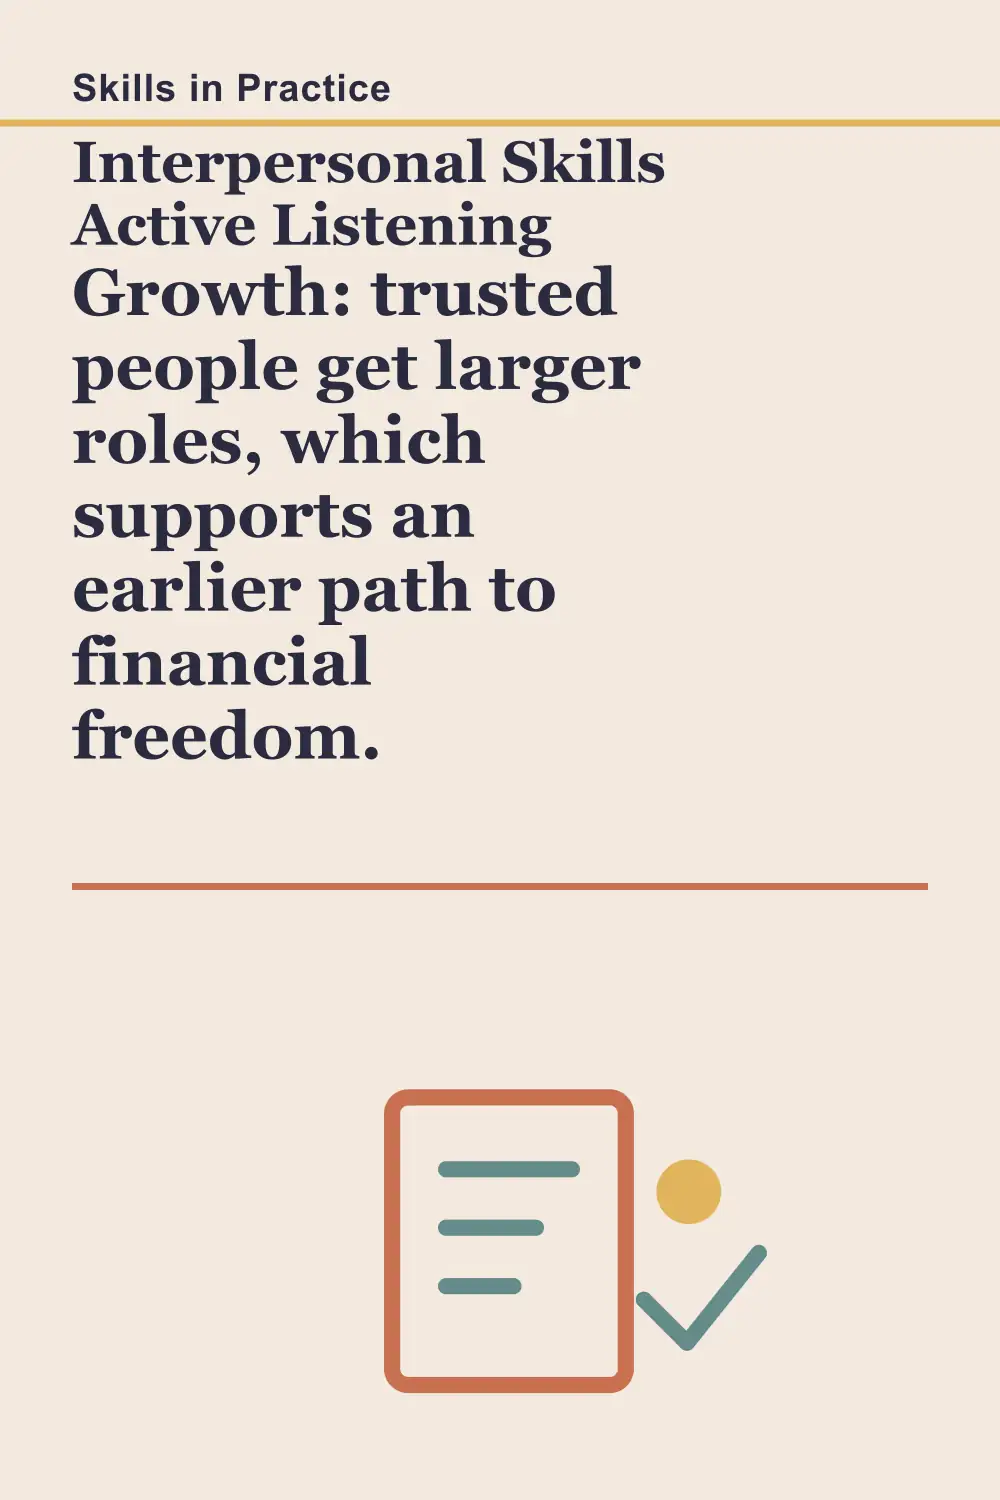 Skills in Practice
Interpersonal Skills
Active Listening
Growth: trusted
people get larger
roles, which
supports an
earlier path to
financial
freedom.